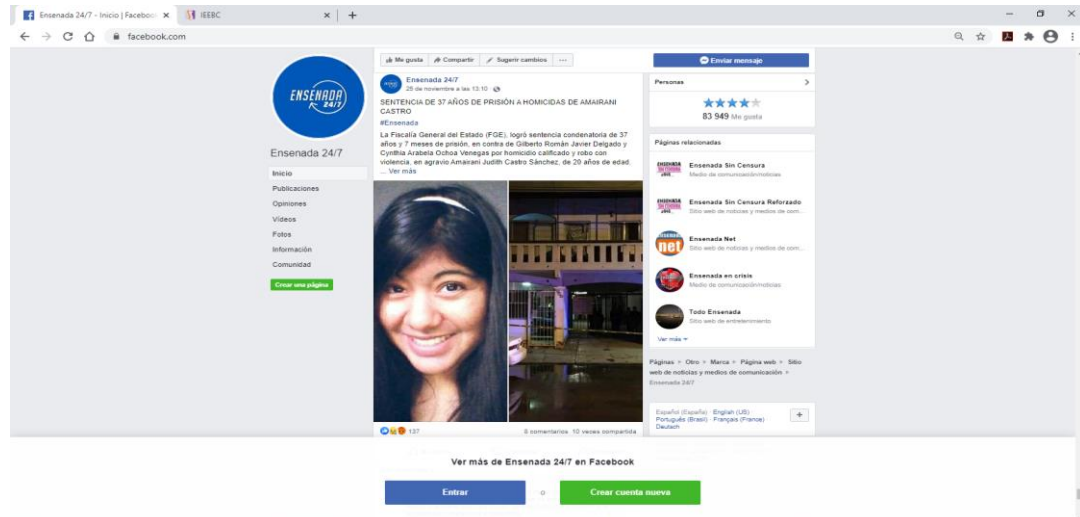 Ensenada 24/7 - Inicio | Faceboo
IEEBC
facebook.com
ENSENADA
24/7
Ensenada 24/7
Inicio
Publicaciones
Opiniones
Vídeos
Fotos
Información
Comunidad
Crear una página
Me gusta
Compartir
Sugerir cambios
Ensenada 24/7
SENTENCIA DE 37 AÑOS DE PRISIÓN A HOMICIDAS DE AMAIRANI
CASTRO
#Ensenada
La Fiscalía General del Estado (FGE), logró sentencia condenatoria de 37
años y 7 meses de prisión, en contra de Gilberto Román Javier Delgado y
Cynthia Arabela Ochoa Venegas por homicidio calificado y robo con
violencia, en agravio Amairani Judith Castro Sánchez, de 20 años de edad.
... Ver más
137
6 comentarios 10 veces compartida
Enviar mensaje
Personas
83 949 Me gusta
Páginas relacionadas
Ensenada Sin Censura
Medio de comunicación/noticias
Ensenada Sin Censura Reforzado
Sitio web de noticias y medios de com...
Ensenada Net
Sitio web de noticias y medios de com...
net
Ensenada en crisis
Medio de comunicación/noticias
Todo Ensenada
Sitio web de entretenimiento
Ver más
Páginas > Otro > Marca > Página web > Sitio
web de noticias y medios de comunicación >
Ensenada 24/7
Español (España) · English (US) ·
Português (Brasil) · Français (France) ·
Deutsch
Ver más de Ensenada 24/7 en Facebook
Entrar
o
Crear cuenta nueva